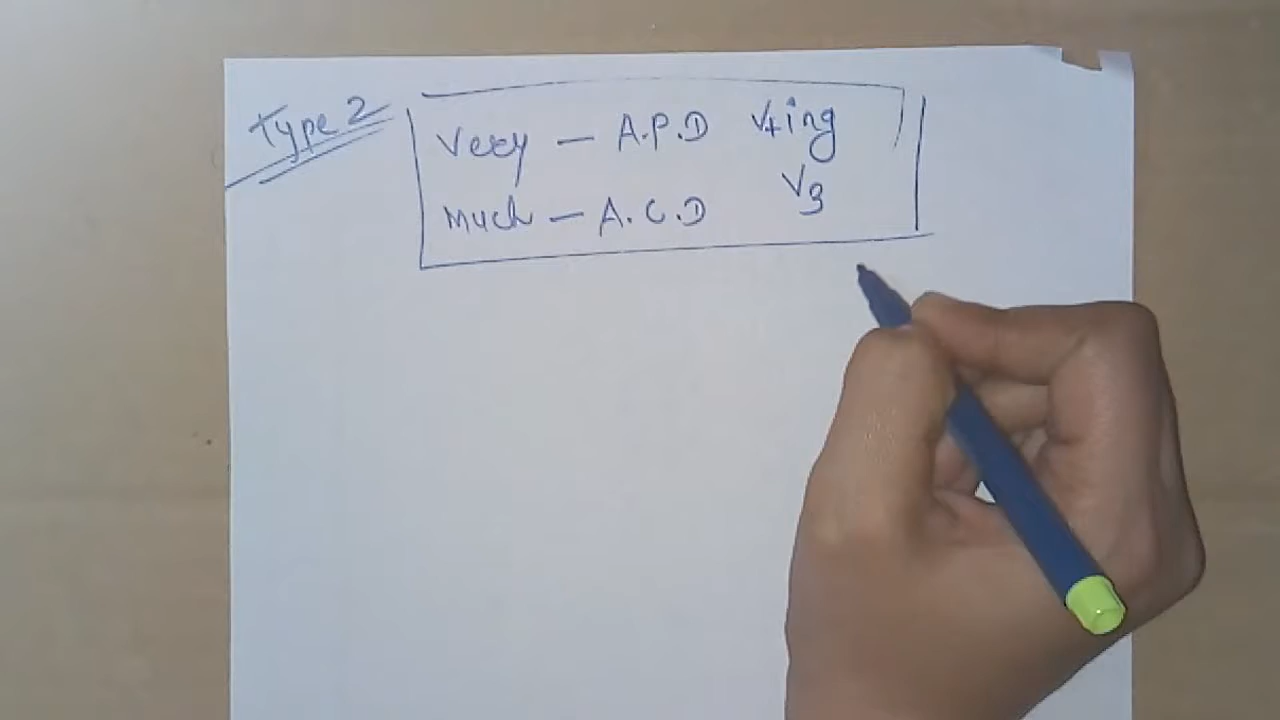 Type 2
Very — A.P.D V+ing
Much — A.C.D V3